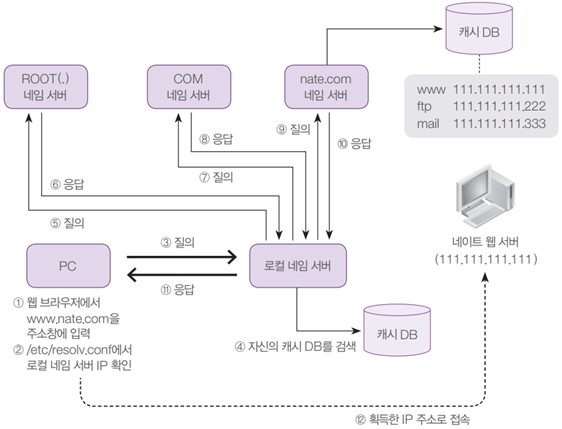 ROOT(.)
네임 서버
COM
네임 서버
nate.com
네임 서버
캐시 DB
www 111.111.111.111
ftp 111.111.111.222
mail 111.111.111.333
⑨ 질의
⑧ 응답
⑩ 응답
⑦ 질의
⑥ 응답
⑤ 질의
③ 질의
PC
로컬 네임 서버
네이트 웹 서버
(111.111.111.111)
⑪ 응답
① 웹 브라우저에서
www.nate.com을
주소창에 입력
② /etc/resolv.conf에서
로컬 네임 서버 IP 확인
④ 자신의 캐시 DB를 검색
캐시 DB
⑫ 획득한 IP 주소로 접속